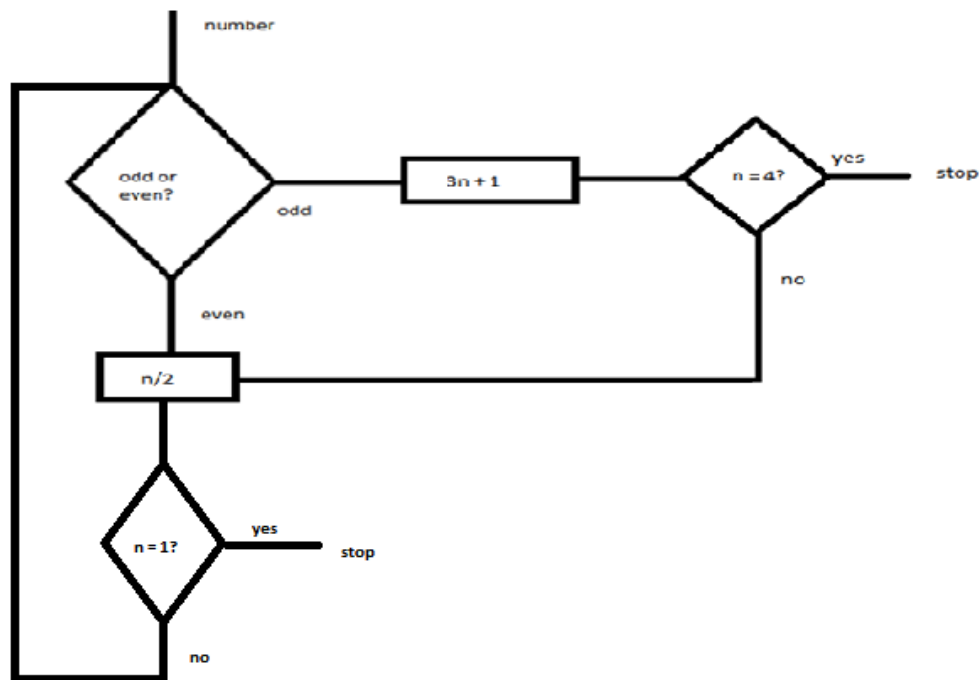 number
odd or
even?
odd
3n + 1
n = 4?
yes
stop
no
even
n/2
n = 1?
yes
stop
no